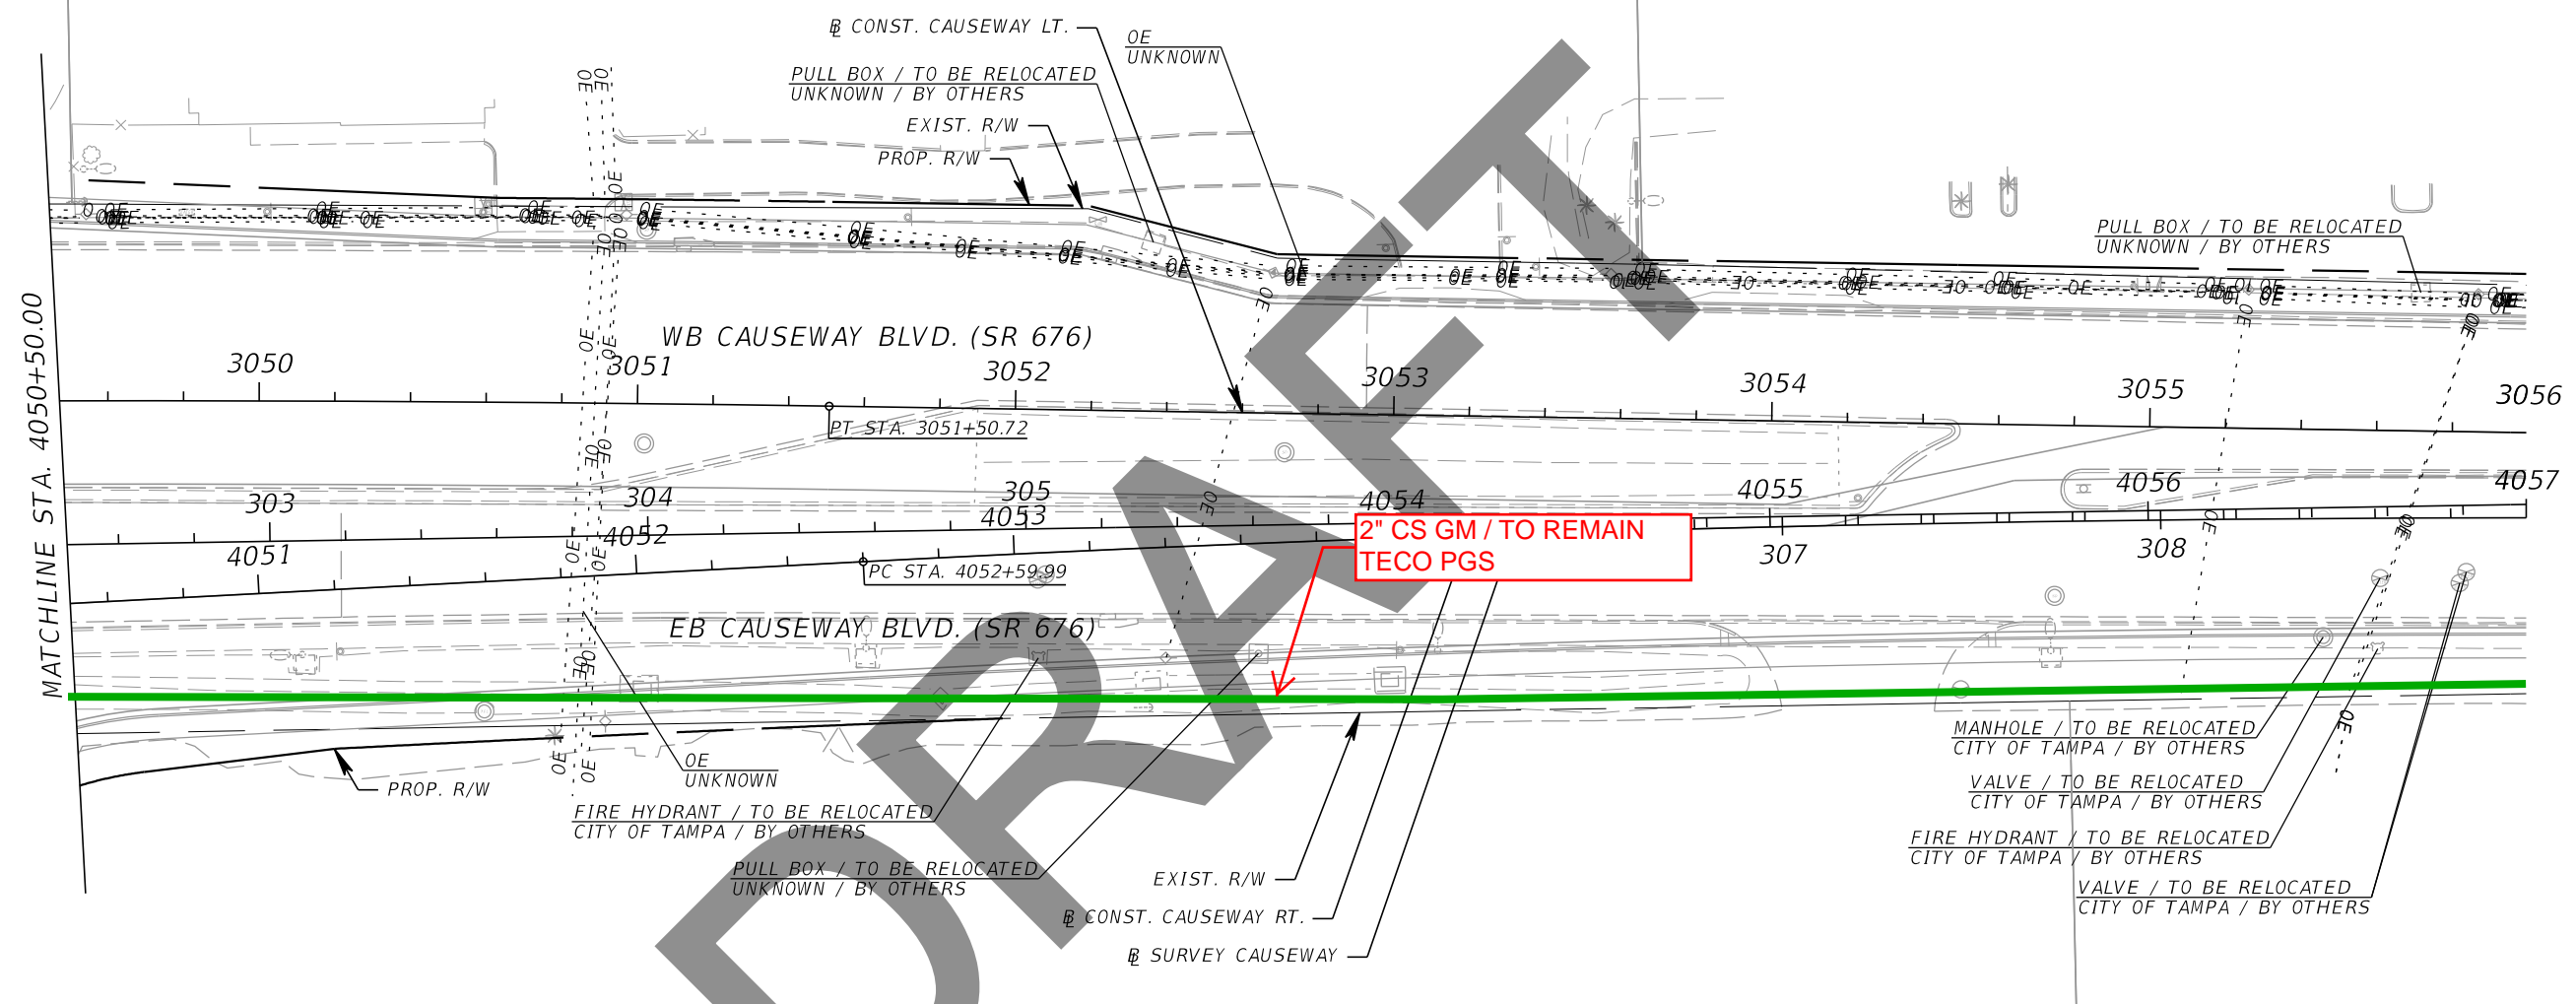 ℄ CONST. CAUSEWAY LT.
OE
UNKNOWN
PULL BOX / TO BE RELOCATED
UNKNOWN / BY OTHERS
EXIST. R/W
PROP. R/W
PULL BOX / TO BE RELOCATED
UNKNOWN / BY OTHERS
MATCHLINE STA. 4050+50.00
WB CAUSEWAY BLVD. (SR 676)
3050
3051
3052
3053
3054
3055
3056
PT STA. 3051+50.72
303
304
305
4054
4055
4056
4057
4051
4052
4053
307
308
PC STA. 4052+59.99
2" CS GM / TO REMAIN
TECO PGS
EB CAUSEWAY BLVD. (SR 676)
PROP. R/W
OE
UNKNOWN
FIRE HYDRANT / TO BE RELOCATED
CITY OF TAMPA / BY OTHERS
PULL BOX / TO BE RELOCATED
UNKNOWN / BY OTHERS
EXIST. R/W
℄ CONST. CAUSEWAY RT.
℄ SURVEY CAUSEWAY
MANHOLE / TO BE RELOCATED
CITY OF TAMPA / BY OTHERS
VALVE / TO BE RELOCATED
CITY OF TAMPA / BY OTHERS
FIRE HYDRANT / TO BE RELOCATED
CITY OF TAMPA / BY OTHERS
VALVE / TO BE RELOCATED
CITY OF TAMPA / BY OTHERS
DRAFT